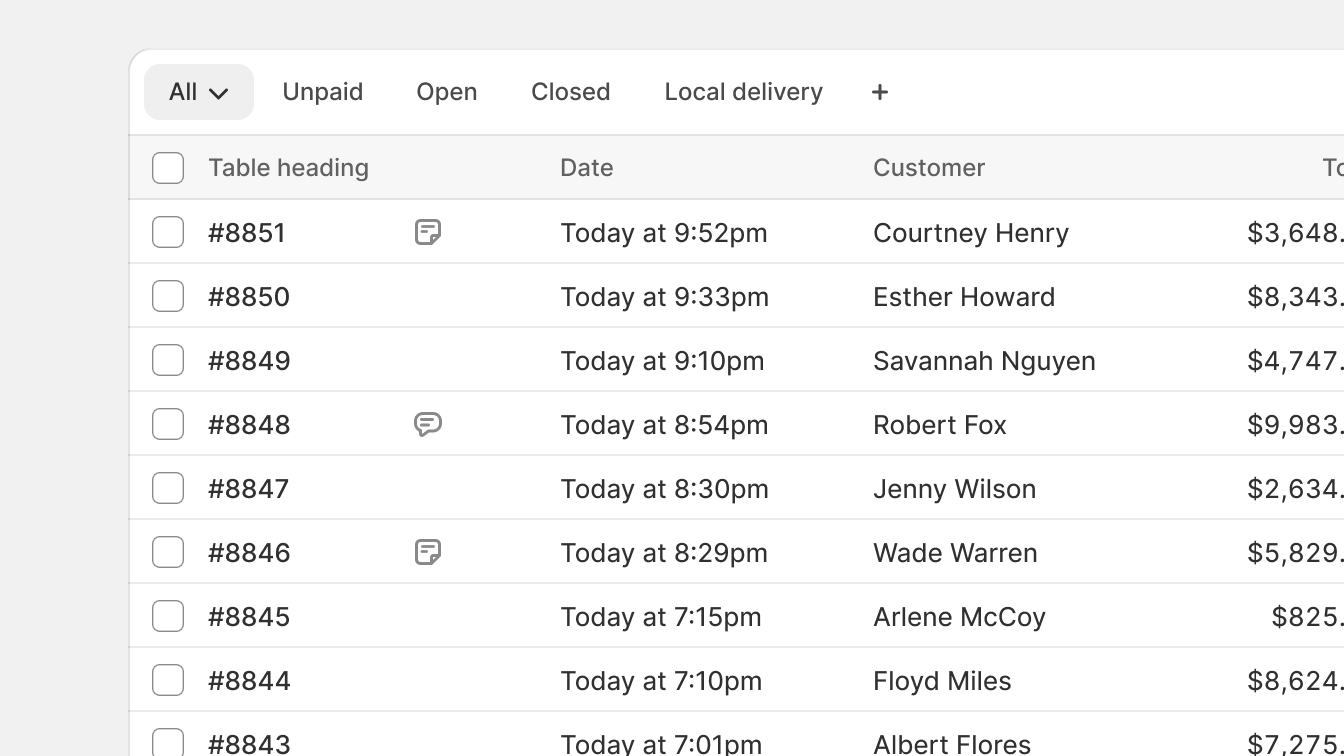 All Unpaid Open Closed Local delivery +
Table heading Date Customer
#8851 Today at 9:52pm Courtney Henry $3,648.
#8850 Today at 9:33pm Esther Howard $8,343.
#8849 Today at 9:10pm Savannah Nguyen $4,747.
#8848 Today at 8:54pm Robert Fox $9,983.
#8847 Today at 8:30pm Jenny Wilson $2,634.
#8846 Today at 8:29pm Wade Warren $5,829.
#8845 Today at 7:15pm Arlene McCoy $825.
#8844 Today at 7:10pm Floyd Miles $8,624.
#8843 Today at 7:01pm Albert Flores $7,275.